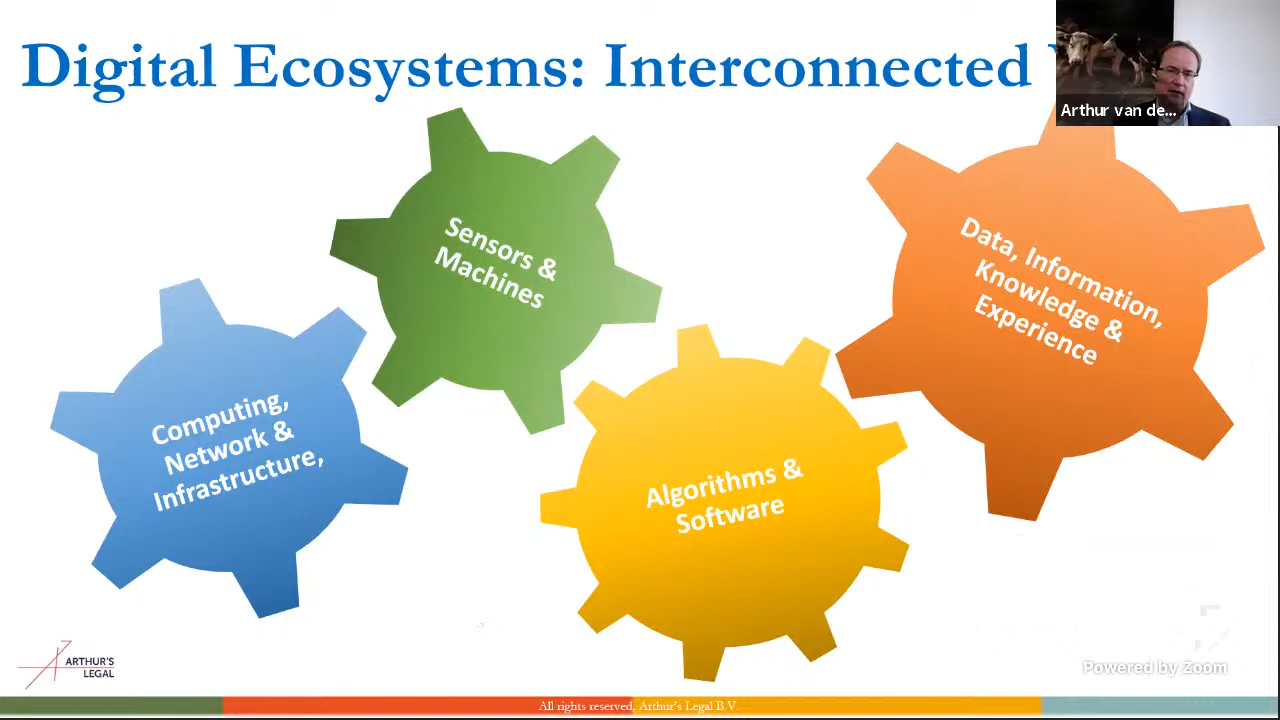 Digital Ecosystems: Interconnected
Arthur van de...
Sensors &
Machines
Data, Information,
Knowledge &
Experience
Computing,
Network &
Infrastructure,
Algorithms &
Software
ARTHUR'S
LEGAL
Powered by Zoom
All rights reserved, Arthur's Legal B.V.